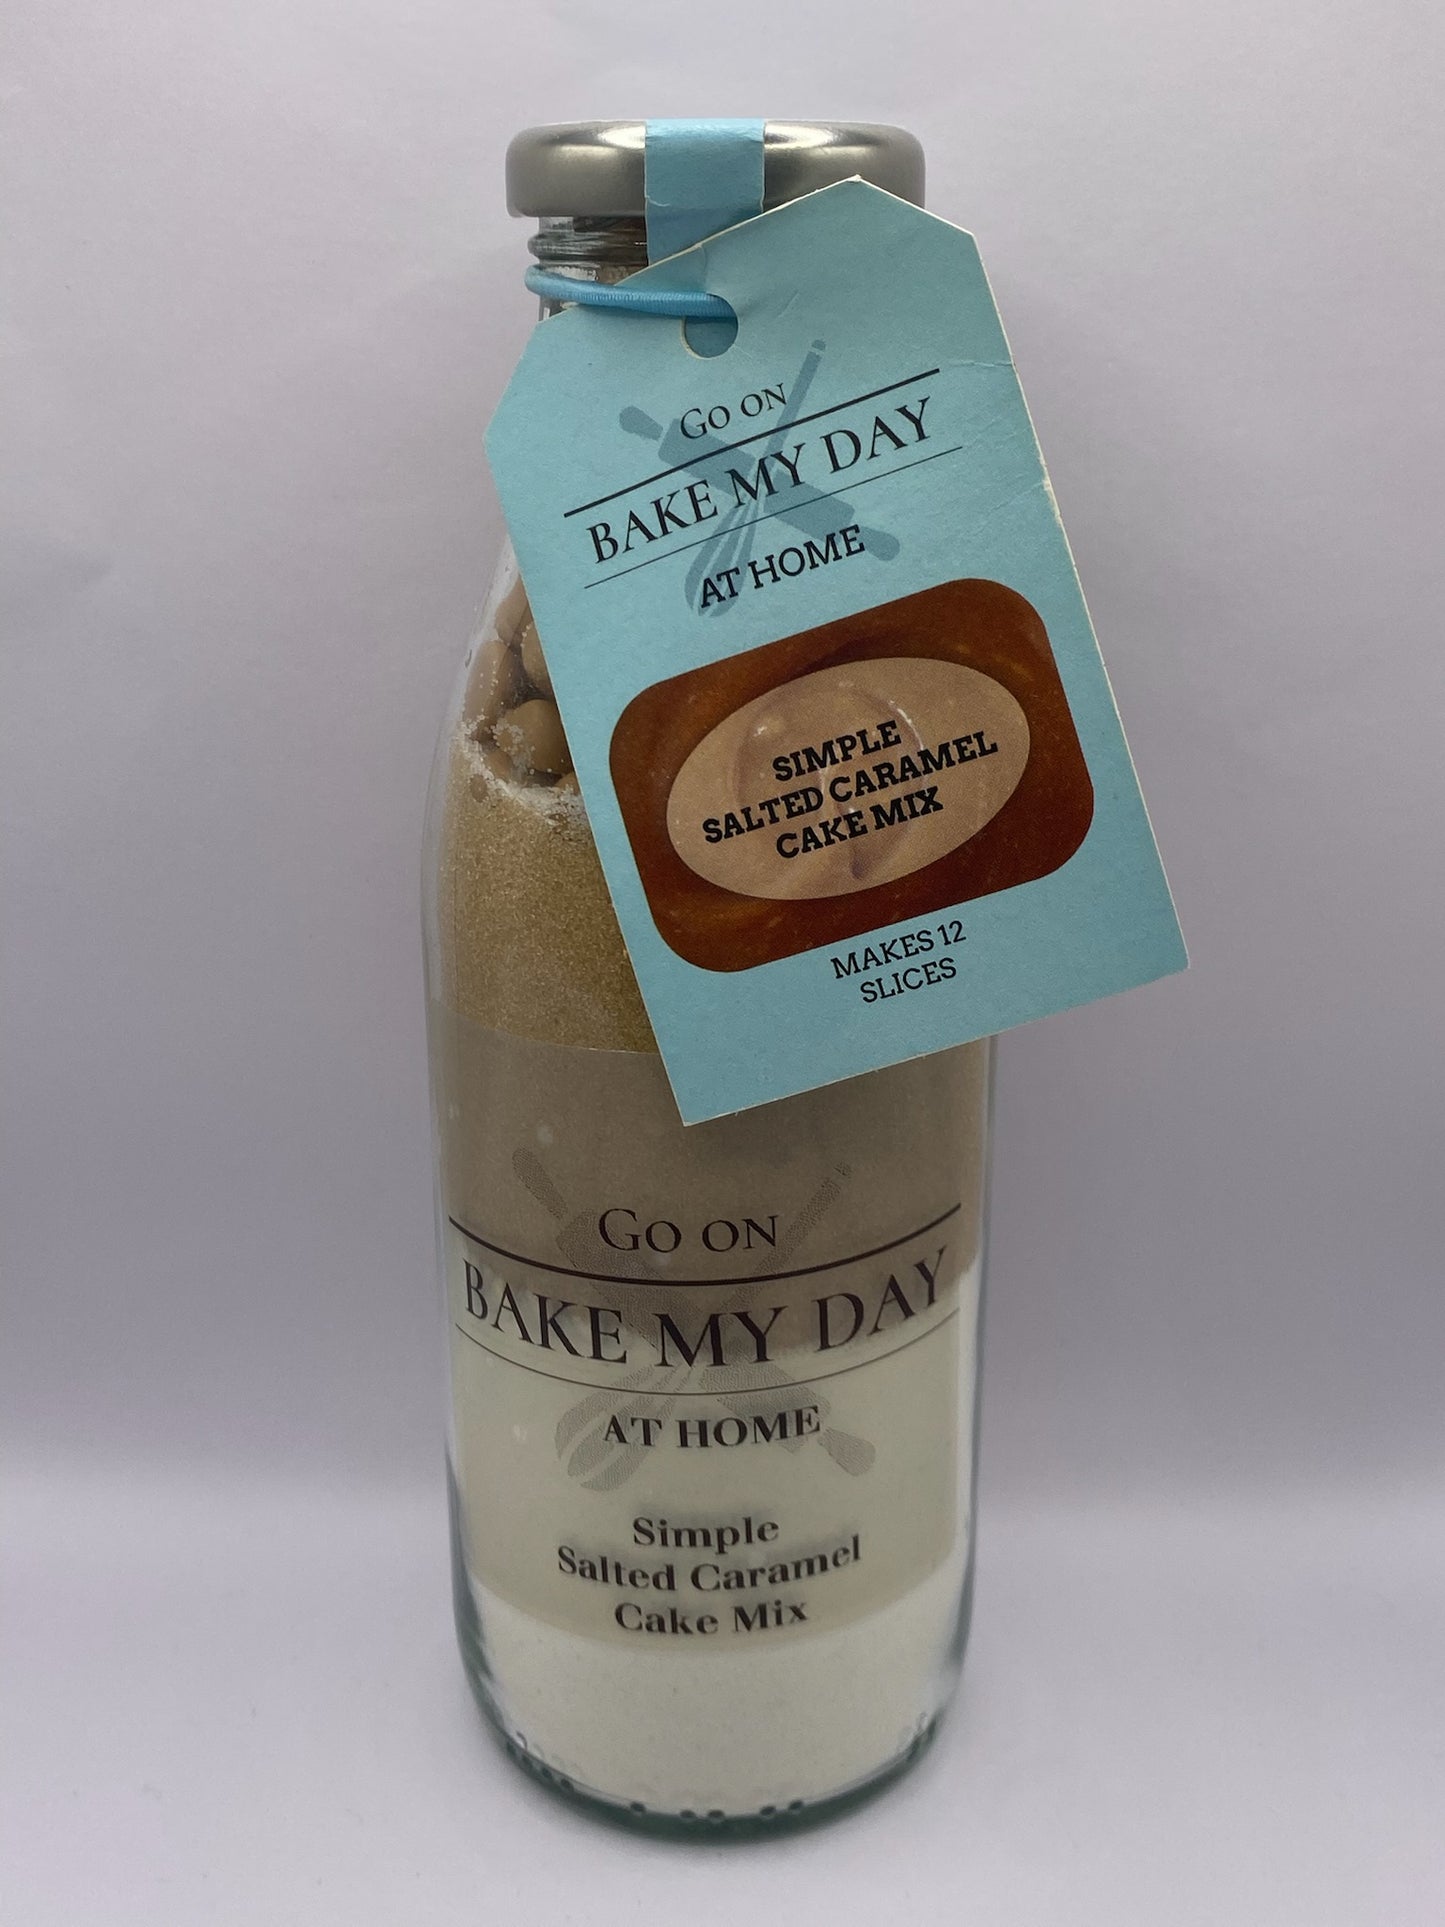 Go on
BAKE MY DAY
AT HOME
SIMPLE
SALTED CARAMEL
CAKE MIX
MAKES 12
SLICES
Go on
BAKE MY DAY
AT HOME
Simple
Salted Caramel
Cake Mix